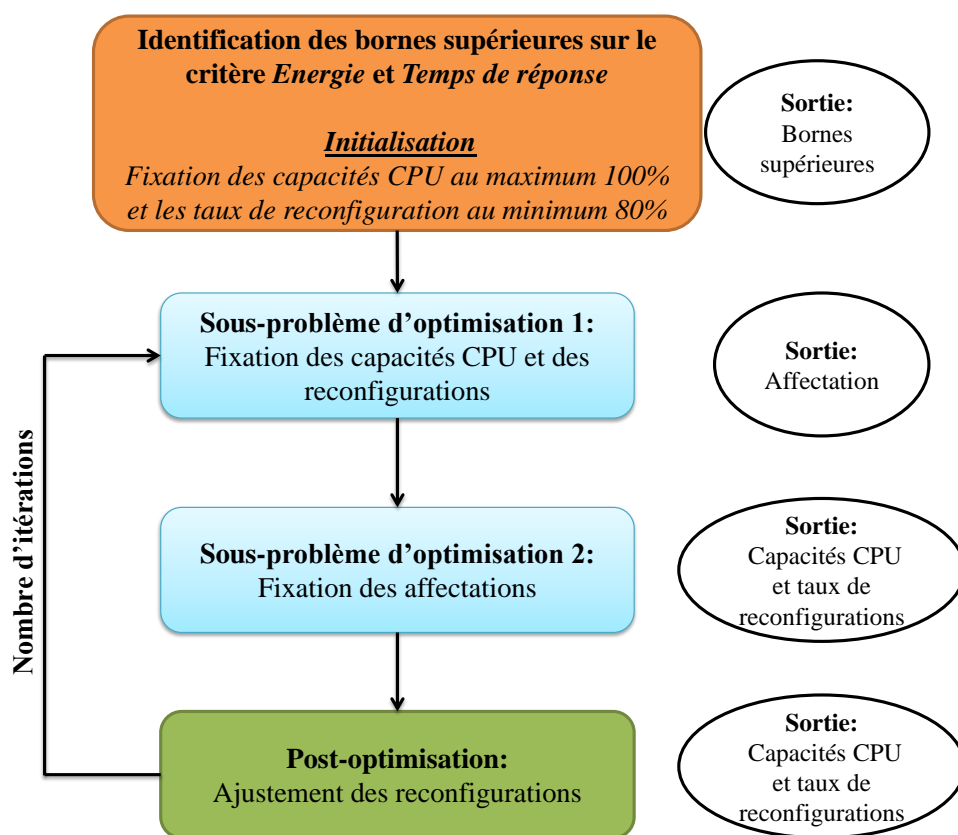 Identification des bornes supérieures sur le
critère Energie et Temps de réponse
Initialisation
Fixation des capacités CPU au maximum 100%
et les taux de reconfiguration au minimum 80%
Sortie:
Bornes
supérieures
Sous-problème d’optimisation 1:
Fixation des capacités CPU et des
reconfigurations
Sortie:
Affectation
Nombre d’itérations
Sous-problème d’optimisation 2:
Fixation des affectations
Sortie:
Capacités CPU
et taux de
reconfigurations
Post-optimisation:
Ajustement des reconfigurations
Sortie:
Capacités CPU
et taux de
reconfigurations